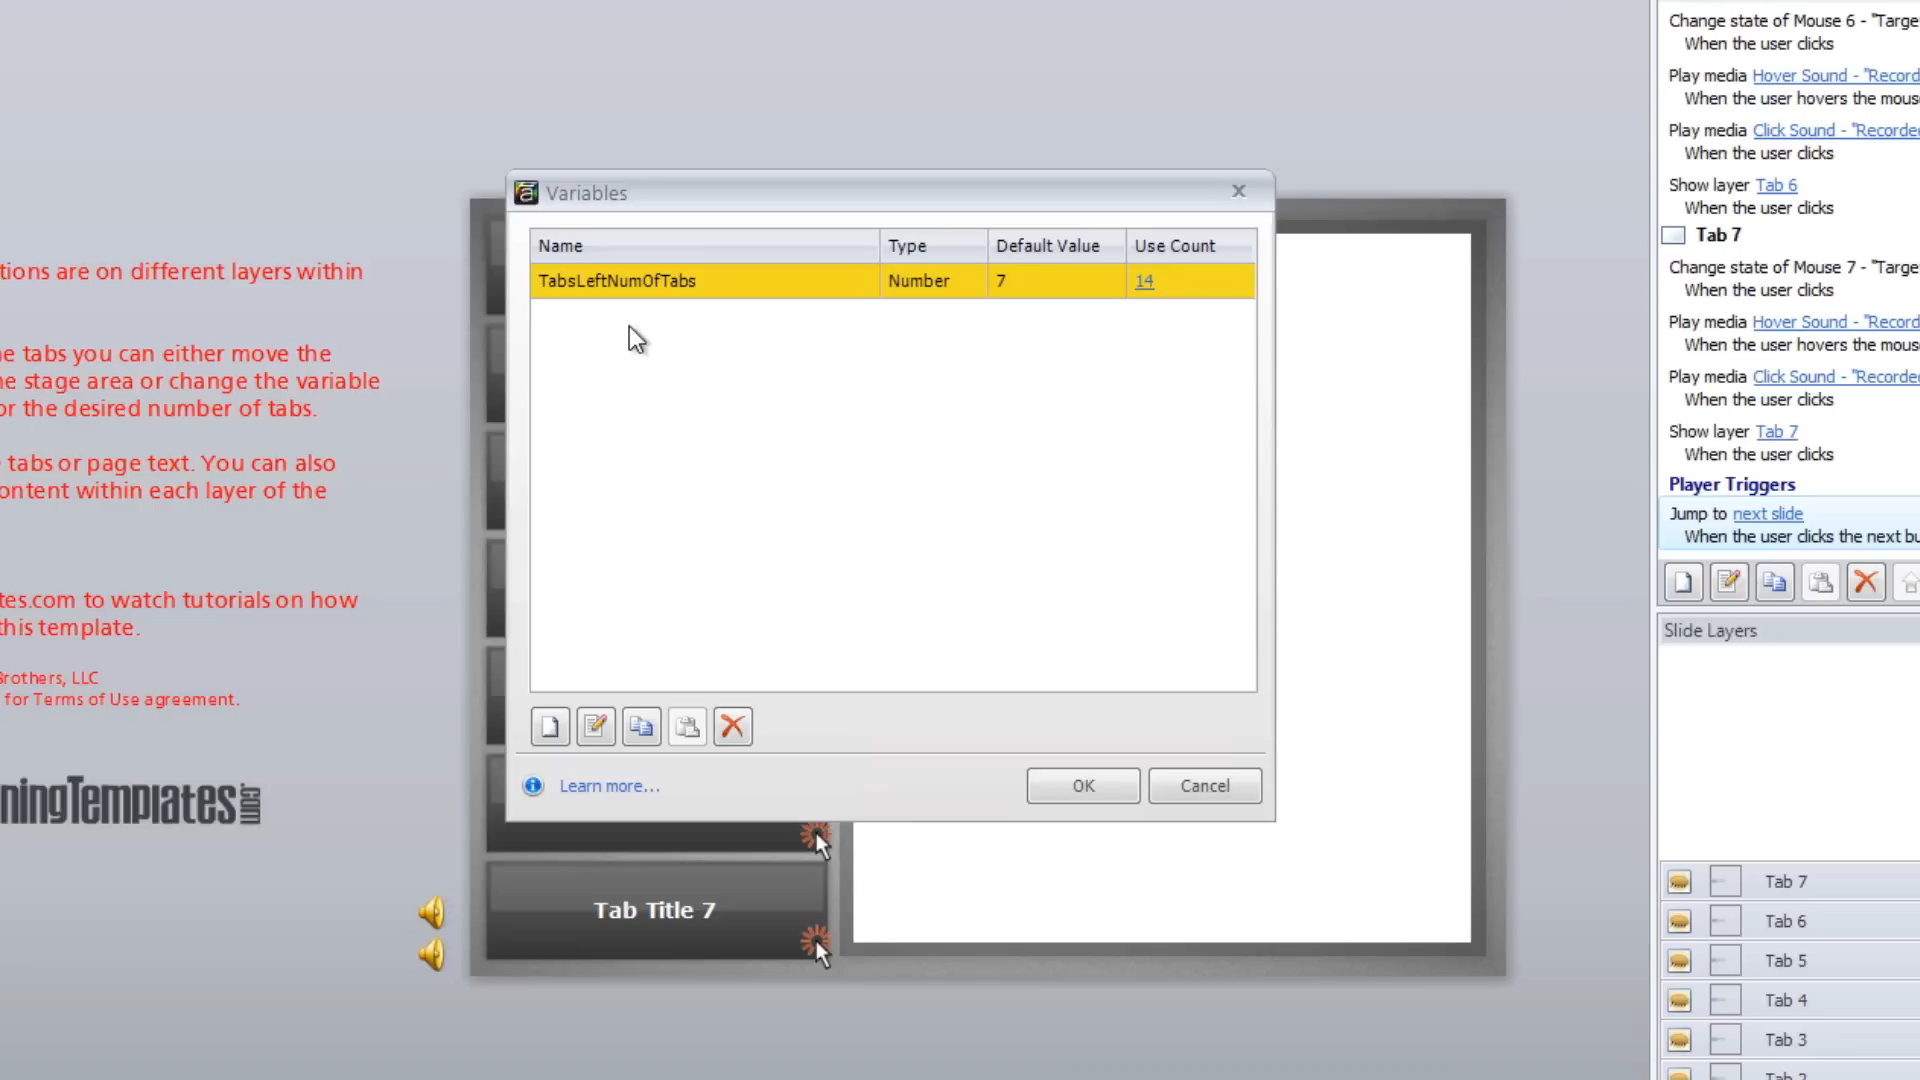 Change state of Mouse 6 - "Targe
When the user clicks
Play media Hover Sound - "Record
When the user hovers the mous
Play media Click Sound - "Recorde
When the user clicks
Show layer Tab 6
When the user clicks
Tab 7
Change state of Mouse 7 - "Targe
When the user clicks
Play media Hover Sound - "Record
When the user hovers the mous
Play media Click Sound - "Recorde
When the user clicks
Show layer Tab 7
When the user clicks
Player Triggers
Jump to next slide
When the user clicks the next bu
Slide Layers
Tab 7
Tab 6
Tab 5
Tab 4
Tab 3
Tab 2
Variables
Name Type Default Value Use Count
TabsLeftNumOfTabs Number 7 14
Learn more...
OK
Cancel
tions are on different layers within
e tabs you can either move the
e stage area or change the variable
or the desired number of tabs.
tabs or page text. You can also
ontent within each layer of the
tes.com to watch tutorials on how
this template.
Brothers, LLC
for Terms of Use agreement.
ningTemplates.com
Tab Title 7